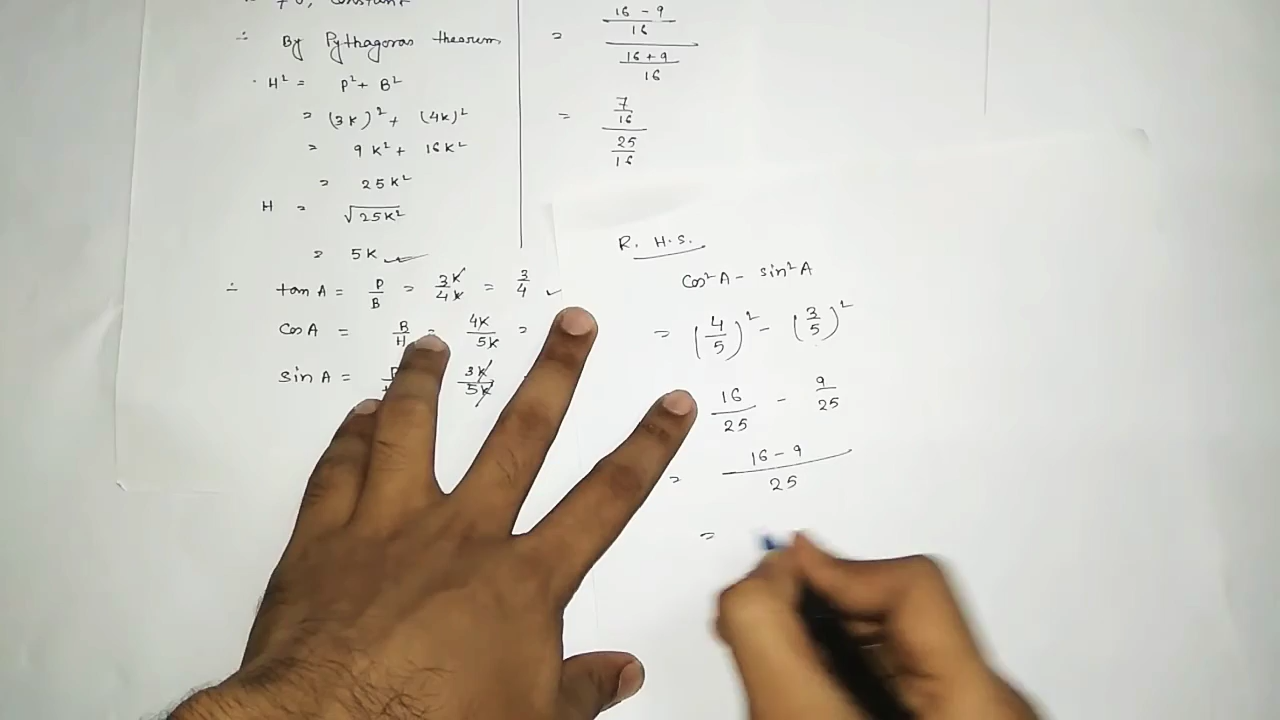 constant
∴ By Pythagoras theorem
H² = P² + B²
= (3K)² + (4K)²
= 9K² + 16K²
= 25K²
H = √25K²
= 5K ✓
∴ tan A = P/B = 3K/4K = 3/4 ✓
Cos A = B/H = 4K/5K =
sin A = 3K/5K
= (16 - 9)/16 / (16 + 9)/16
= 7/16 / 25/16
R. H. S.
Cos²A - sin²A
= (4/5)² - (3/5)²
16/25 - 9/25
= (16 - 9)/25
=